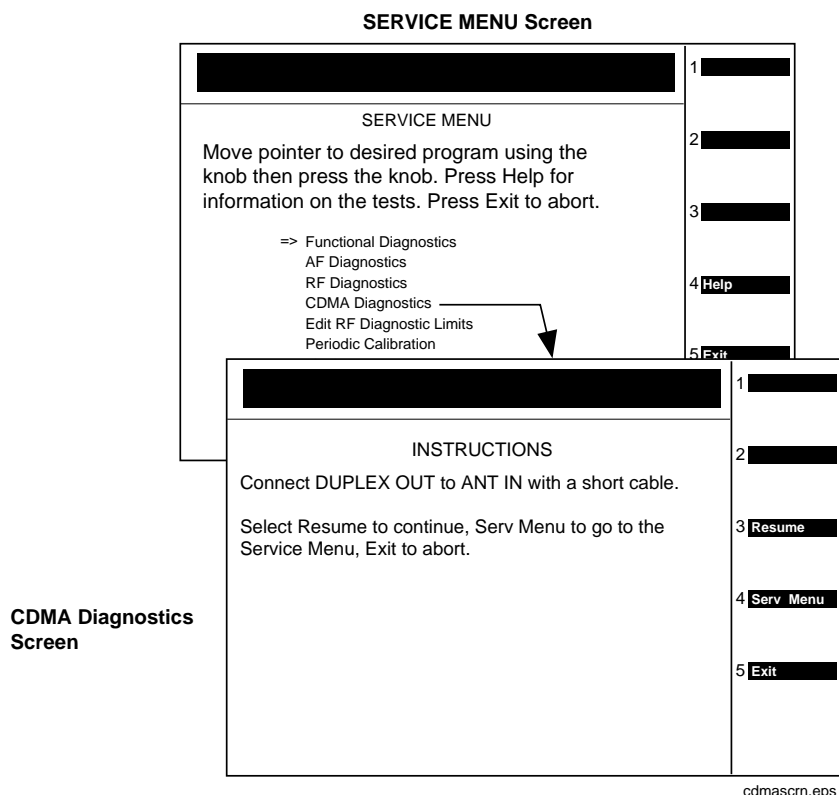 SERVICE MENU Screen
1
SERVICE MENU
2
Move pointer to desired program using the
knob then press the knob. Press Help for
information on the tests. Press Exit to abort.
3
=> Functional Diagnostics
AF Diagnostics
RF Diagnostics
4 Help
CDMA Diagnostics
Edit RF Diagnostic Limits
Periodic Calibration
5 Exit
1
INSTRUCTIONS
2
Connect DUPLEX OUT to ANT IN with a short cable.
Select Resume to continue, Serv Menu to go to the
Service Menu, Exit to abort.
3 Resume
4 Serv Menu
5 Exit
CDMA Diagnostics
Screen
cdmascrn.eps